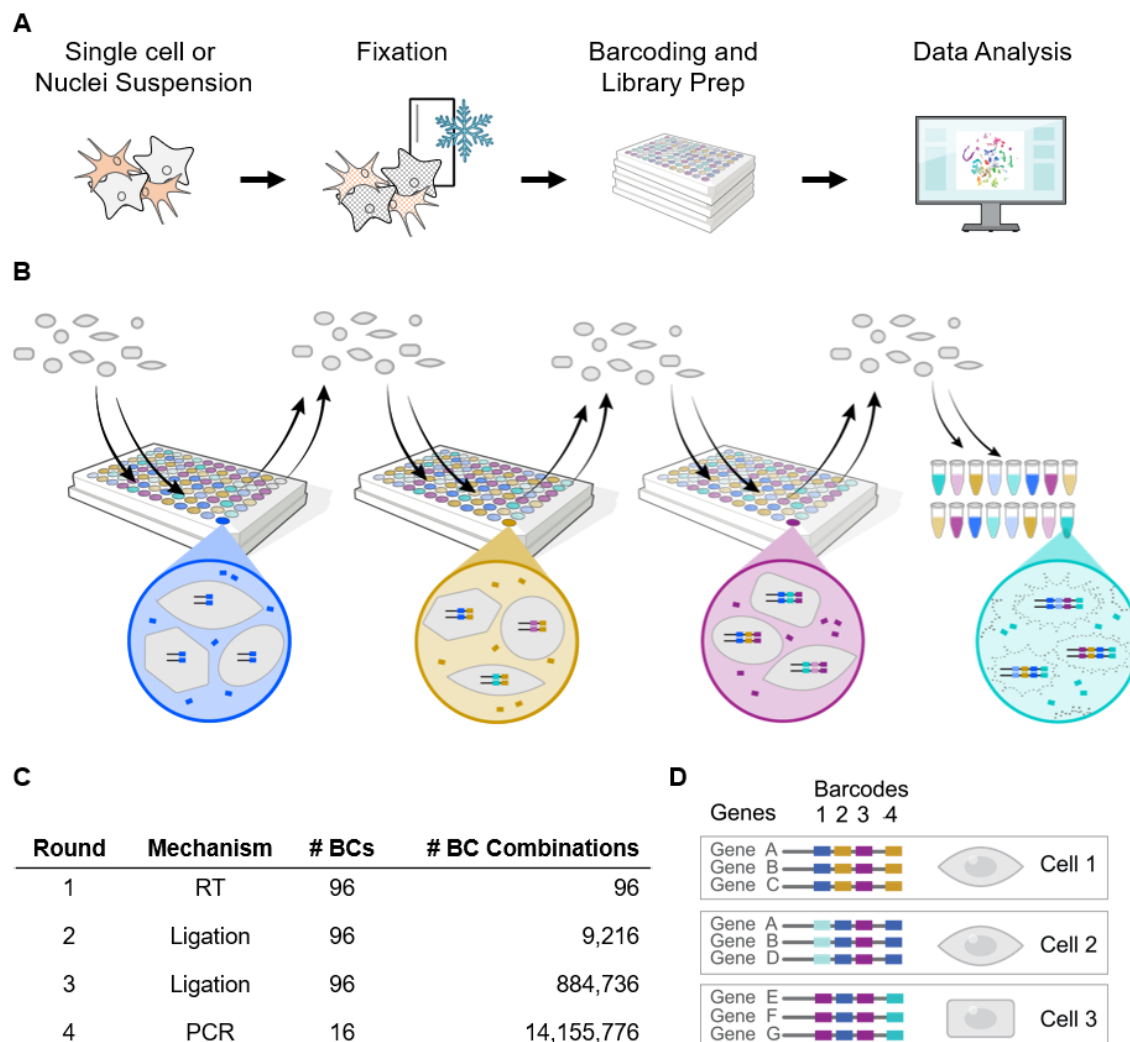 A
Single cell or
Nuclei Suspension
Fixation
Barcoding and
Library Prep
Data Analysis
B
C
Round Mechanism # BCs # BC Combinations
1 RT 96 96
2 Ligation 96 9,216
3 Ligation 96 884,736
4 PCR 16 14,155,776
D
Barcodes
Genes 1 2 3 4
Gene A
Gene B
Gene C
Cell 1
Gene A
Gene B
Gene D
Cell 2
Gene E
Gene F
Gene G
Cell 3